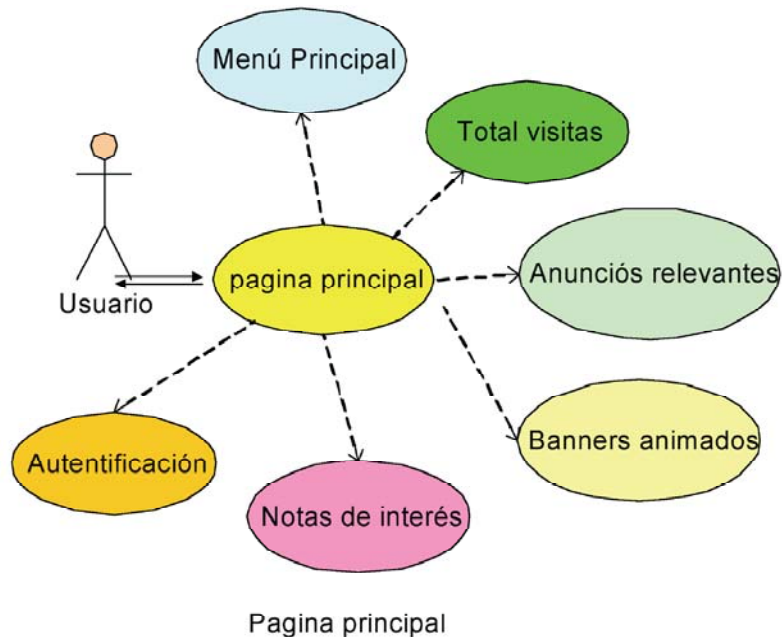 Menú Principal
Total visitas
pagina principal
Anunciós relevantes
Usuario
Banners animados
Autentificación
Notas de interés
Pagina principal